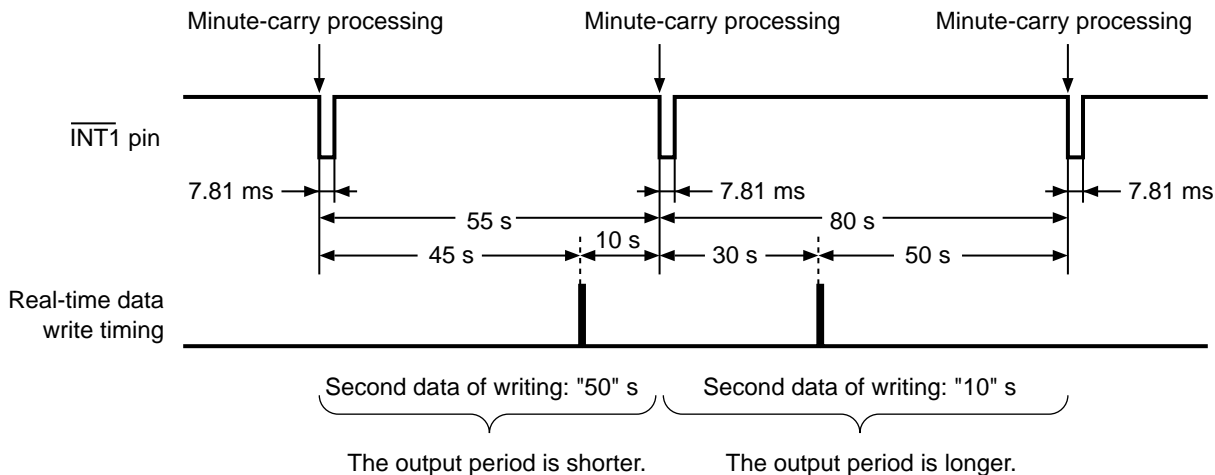 Minute-carry processing Minute-carry processing Minute-carry processing
INT1 pin
7.81 ms 7.81 ms 7.81 ms
55 s 80 s
45 s 10 s 30 s 50 s
Real-time data
write timing
Second data of writing: "50" s Second data of writing: "10" s
The output period is shorter. The output period is longer.